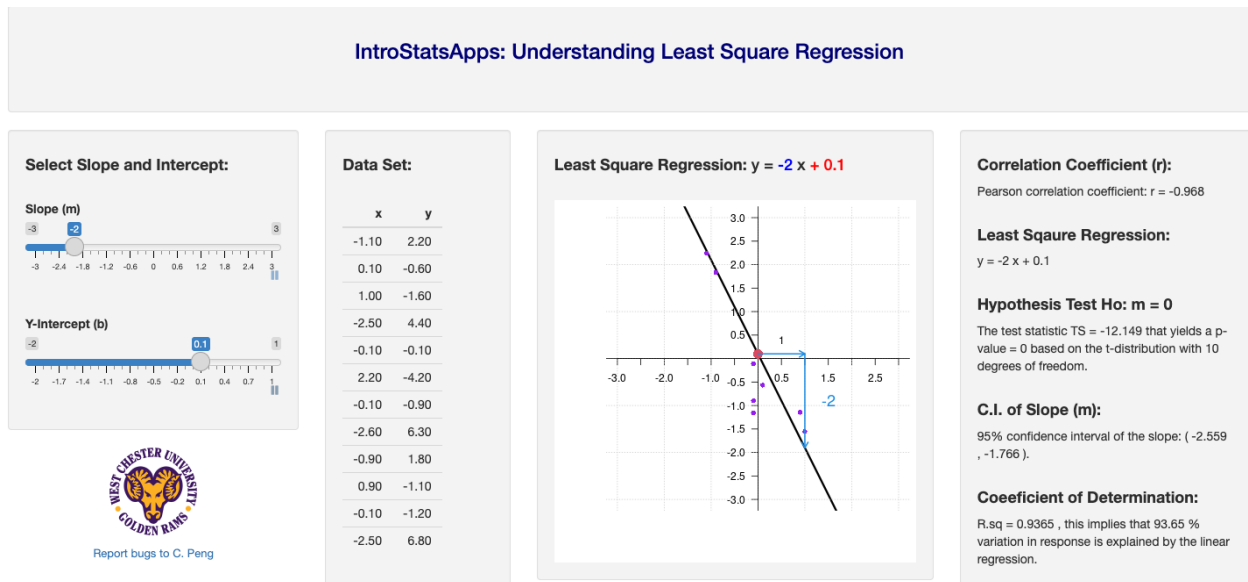 IntroStatsApps: Understanding Least Square Regression
Select Slope and Intercept:
Slope (m)
-3 -2 3
-3 -2.4 -1.8 -1.2 -0.6 0 0.6 1.2 1.8 2.4 3
Y-Intercept (b)
-2 0.1 1
-2 -1.7 -1.4 -1.1 -0.8 -0.5 -0.2 0.1 0.4 0.7 1
WEST CHESTER UNIVERSITY
GOLDEN RAMS
Report bugs to C. Peng
Data Set:
x y
-1.10 2.20
0.10 -0.60
1.00 -1.60
-2.50 4.40
-0.10 -0.10
2.20 -4.20
-0.10 -0.90
-2.60 6.30
-0.90 1.80
0.90 -1.10
-0.10 -1.20
-2.50 6.80
Least Square Regression: y = -2 x + 0.1
3.0
2.5
2.0
1.5
1.0
0.5
1
-3.0 -2.0 -1.0 0.5 1.5 2.5
-0.5
-1.0
-2
-1.5
-2.0
-2.5
-3.0
Correlation Coefficient (r):
Pearson correlation coefficient: r = -0.968
Least Sqaure Regression:
y = -2 x + 0.1
Hypothesis Test Ho: m = 0
The test statistic TS = -12.149 that yields a p-
value = 0 based on the t-distribution with 10
degrees of freedom.
C.I. of Slope (m):
95% confidence interval of the slope: ( -2.559
, -1.766 ).
Coeeficient of Determination:
R.sq = 0.9365 , this implies that 93.65 %
variation in response is explained by the linear
regression.